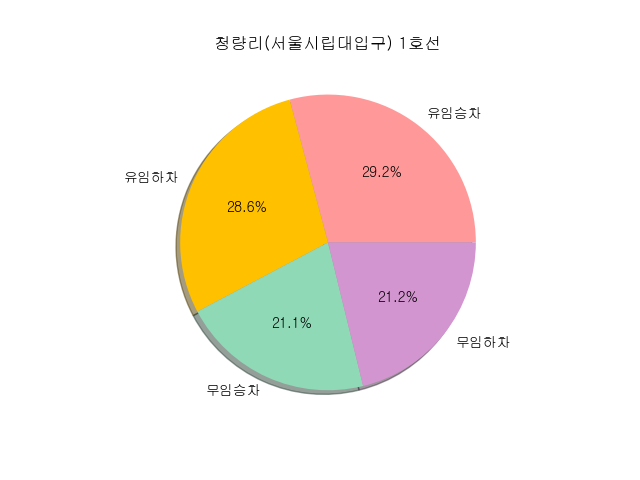 청량리(서울시립대입구) 1호선
유임승차
29.2%
유임하차
28.6%
21.1%
무임승차
21.2%
무임하차